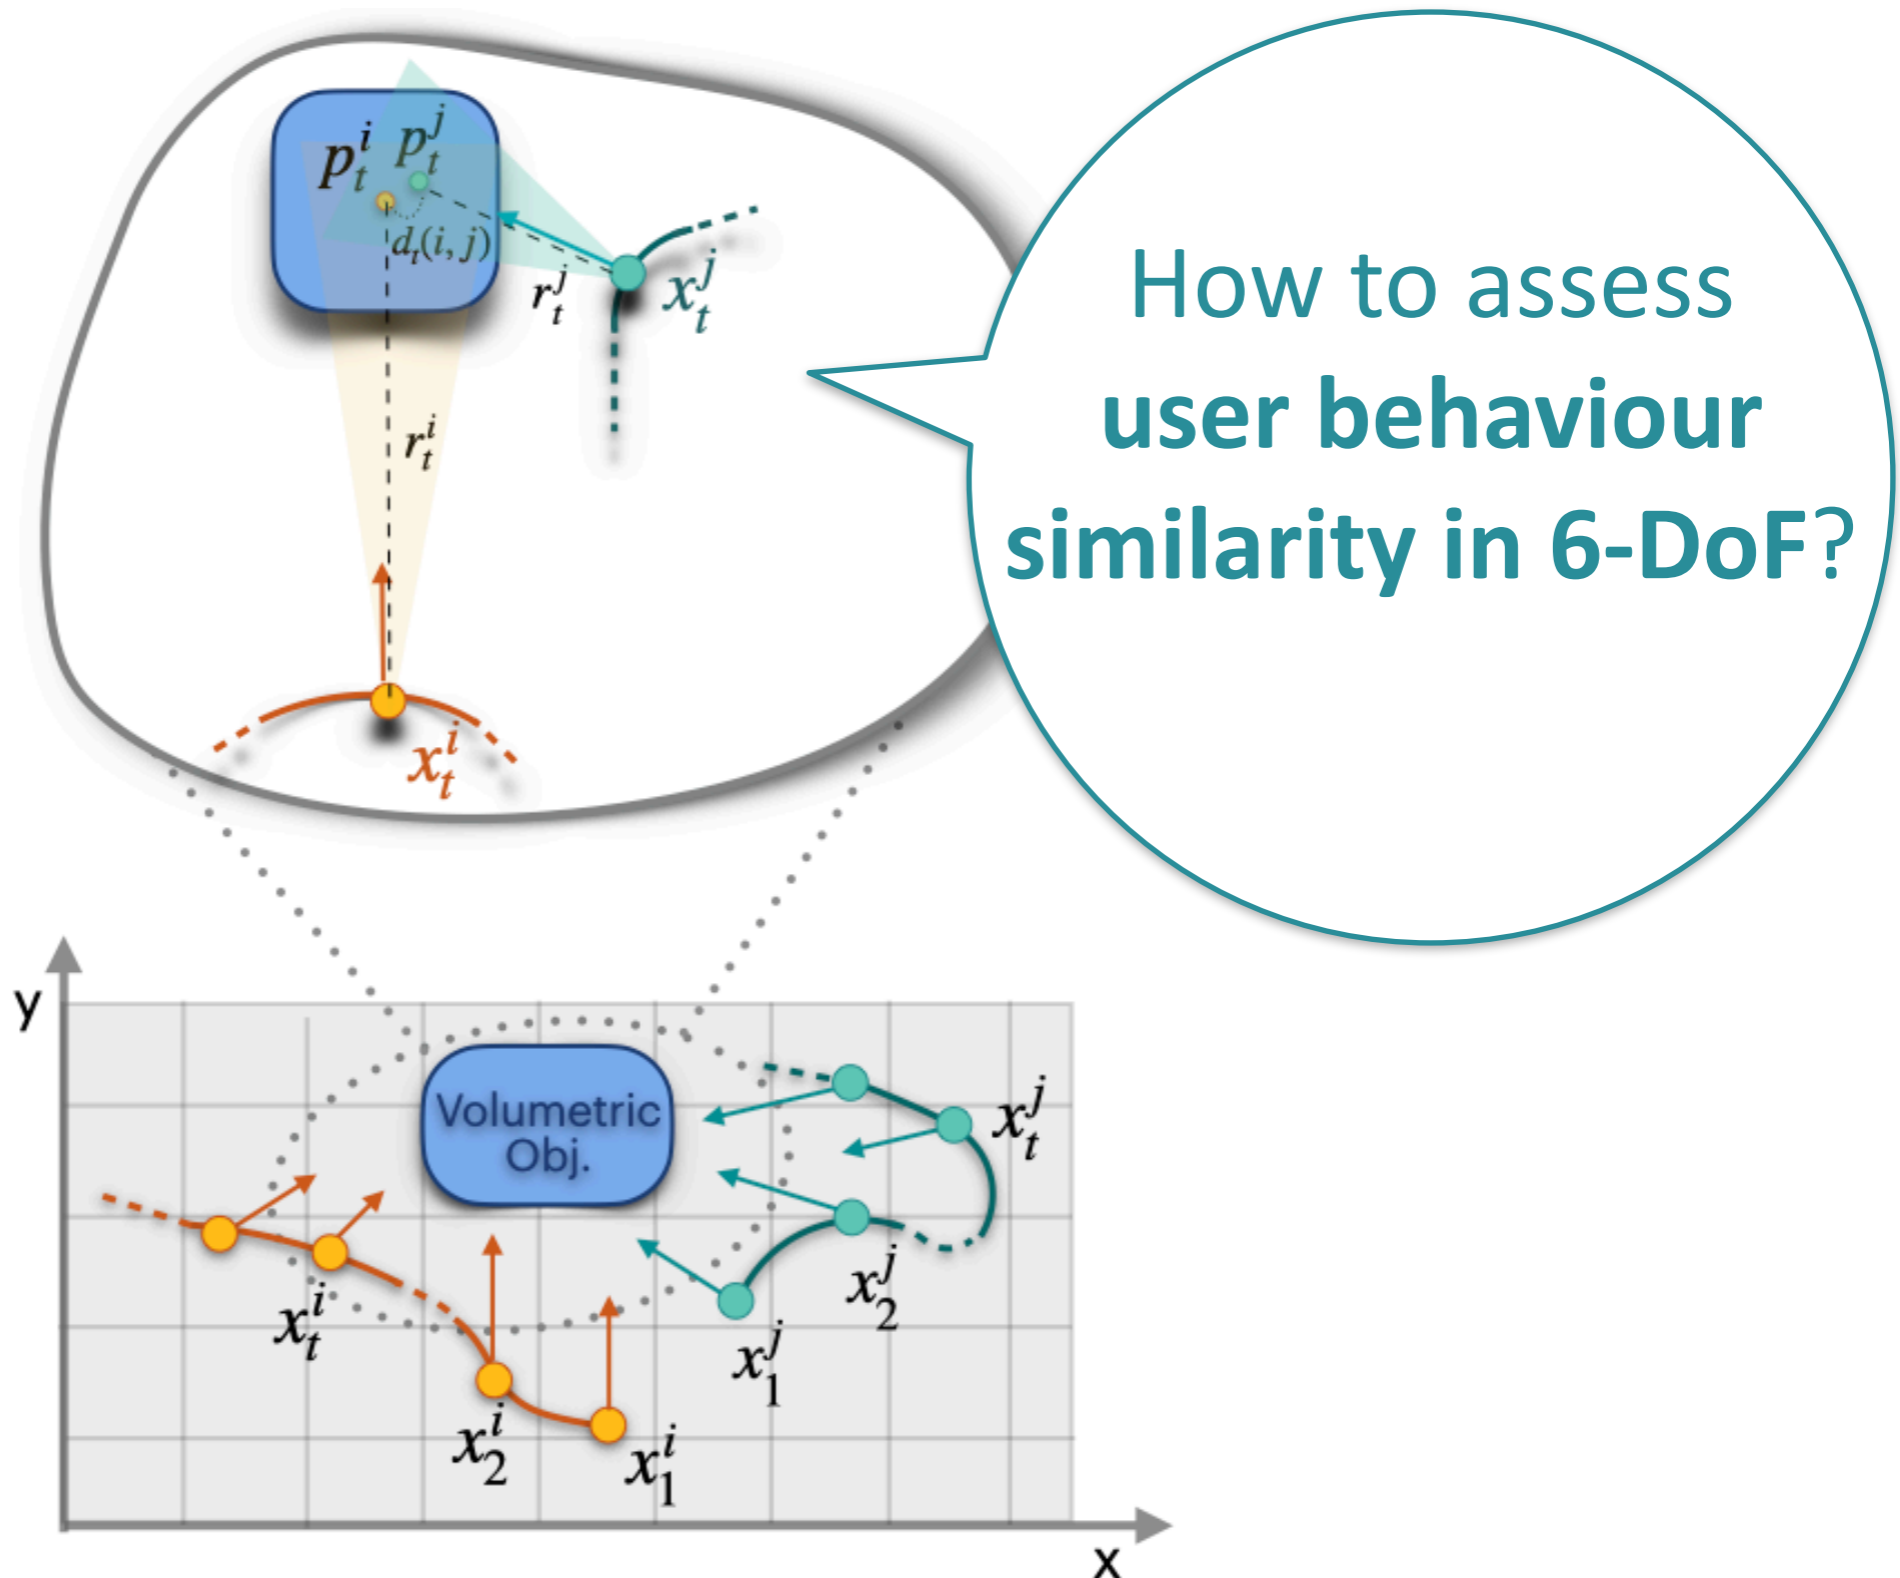 p_t^i p_t^j
d_t(i, j)
r_t^j
x_t^j
r_t^i
x_t^i
How to assess
user behaviour
similarity in 6-DoF?
y
Volumetric
Obj.
x_t^j
x_t^i
x_2^j
x_1^j
x_2^i
x_1^i
x